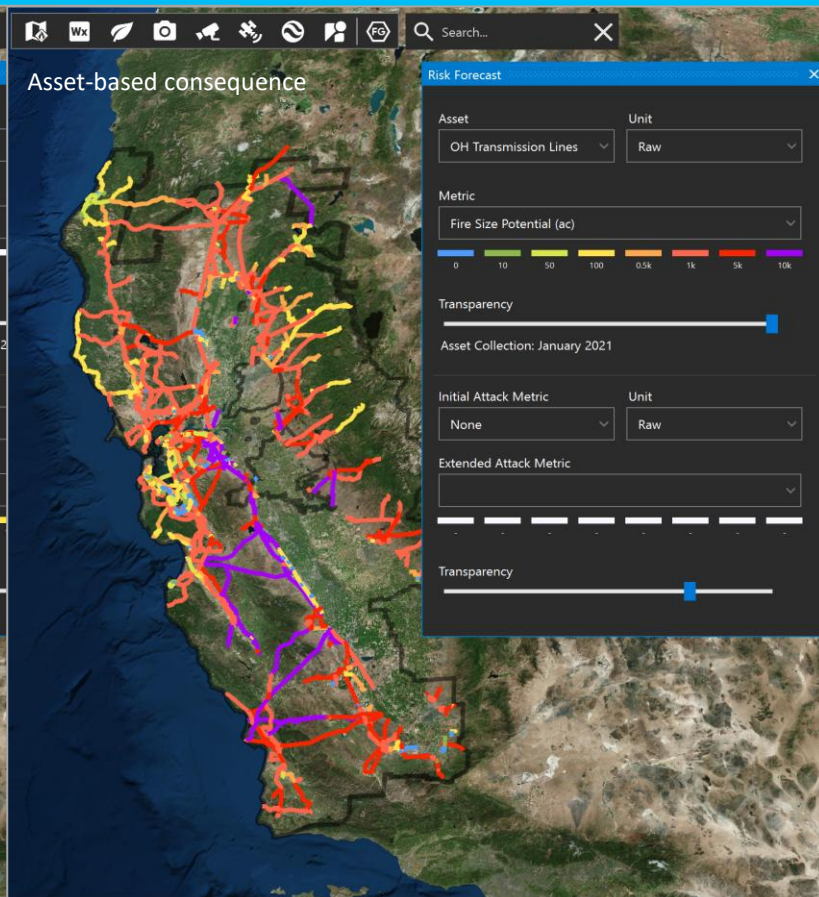 Wx
FG
Search...
Asset-based consequence
Risk Forecast
Asset
Unit
OH Transmission Lines
Raw
Metric
Fire Size Potential (ac)
0 10 50 100 0.5k 1k 5k 10k
Transparency
Asset Collection: January 2021
Initial Attack Metric
Unit
None
Raw
Extended Attack Metric
- - - - - - - -
Transparency
2